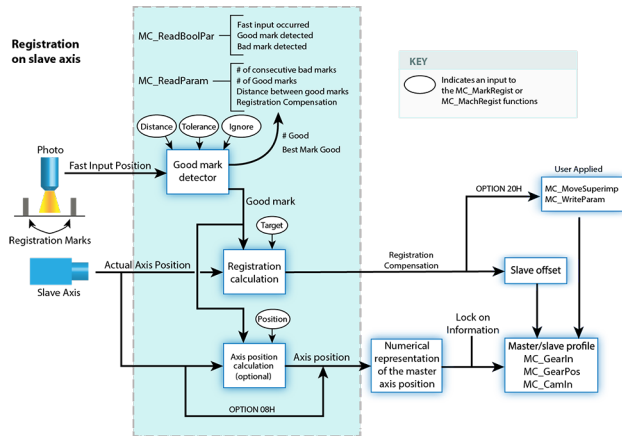 Registration
on slave axis
MC_ReadBoolPar
Fast input occurred
Good mark detected
Bad mark detected
MC_ReadParam
# of consecutive bad marks
# of Good marks
Distance between good marks
Registration Compensation
KEY
Indicates an input to
the MC_MarkRegist or
MC_MachRegist functions
Distance
Tolerance
Ignore
# Good
Best Mark Good
Photo
Fast Input Position
Good mark
detector
User Applied
MC_MoveSuperimp
MC_WriteParam
OPTION 20H
Good mark
Registration Marks
Target
Actual Axis Position
Registration
calculation
Registration
Compensation
Slave offset
Slave Axis
Position
Lock on
Information
Axis position
calculation
(optional)
Axis position
Numerical
representation
of the master
axis position
Master/slave profile
MC_GearIn
MC_GearPos
MC_CamIn
OPTION 08H